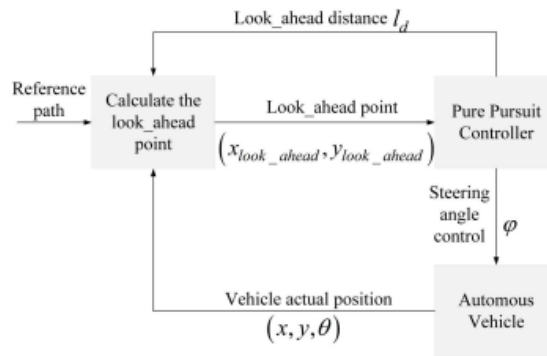 Look_ahead distance l_d
Reference
path
Calculate the
look_ahead
point
Look_ahead point
(x_look_ahead, y_look_ahead)
Pure Pursuit
Controller
Steering
angle
control
φ
Vehicle actual position
(x, y, θ)
Automous
Vehicle